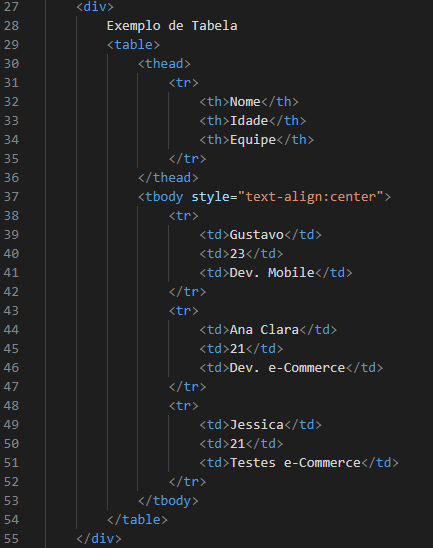 27 <div>
28 Exemplo de Tabela
29 <table>
30 <thead>
31 <tr>
32 <th>Nome</th>
33 <th>Idade</th>
34 <th>Equipe</th>
35 </tr>
36 </thead>
37 <tbody style="text-align:center">
38 <tr>
39 <td>Gustavo</td>
40 <td>23</td>
41 <td>Dev. Mobile</td>
42 </tr>
43 <tr>
44 <td>Ana Clara</td>
45 <td>21</td>
46 <td>Dev. e-Commerce</td>
47 </tr>
48 <tr>
49 <td>Jessica</td>
50 <td>21</td>
51 <td>Testes e-Commerce</td>
52 </tr>
53 </tbody>
54 </table>
55 </div>